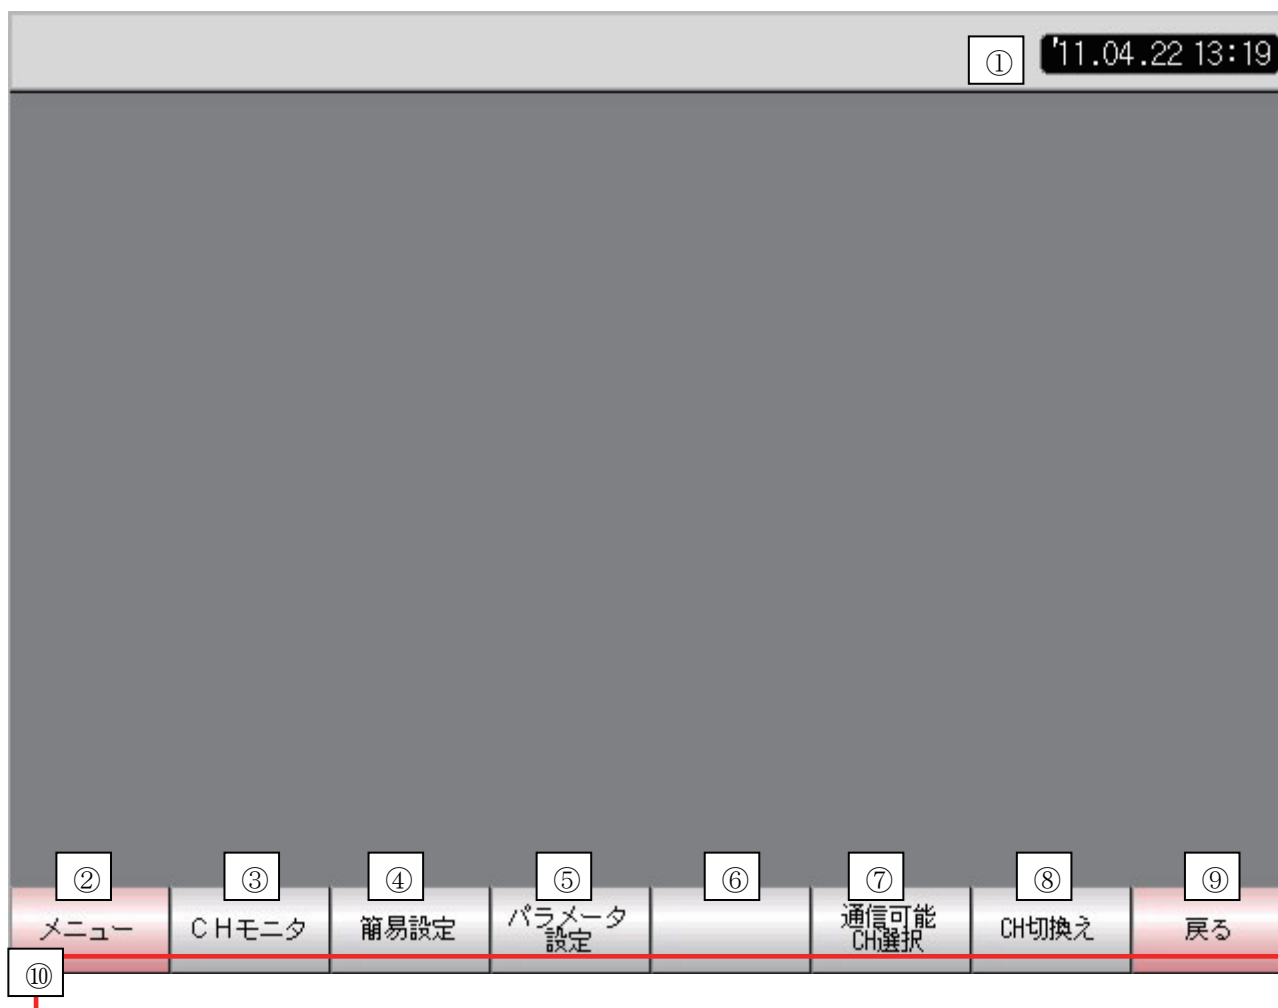 ①
'11.04.22 13:19
②
③
④
⑤
⑥
⑦
⑧
⑨
メニュー
CHモニタ
簡易設定
パラメータ
設定
通信可能
CH選択
CH切換え
戻る
⑩